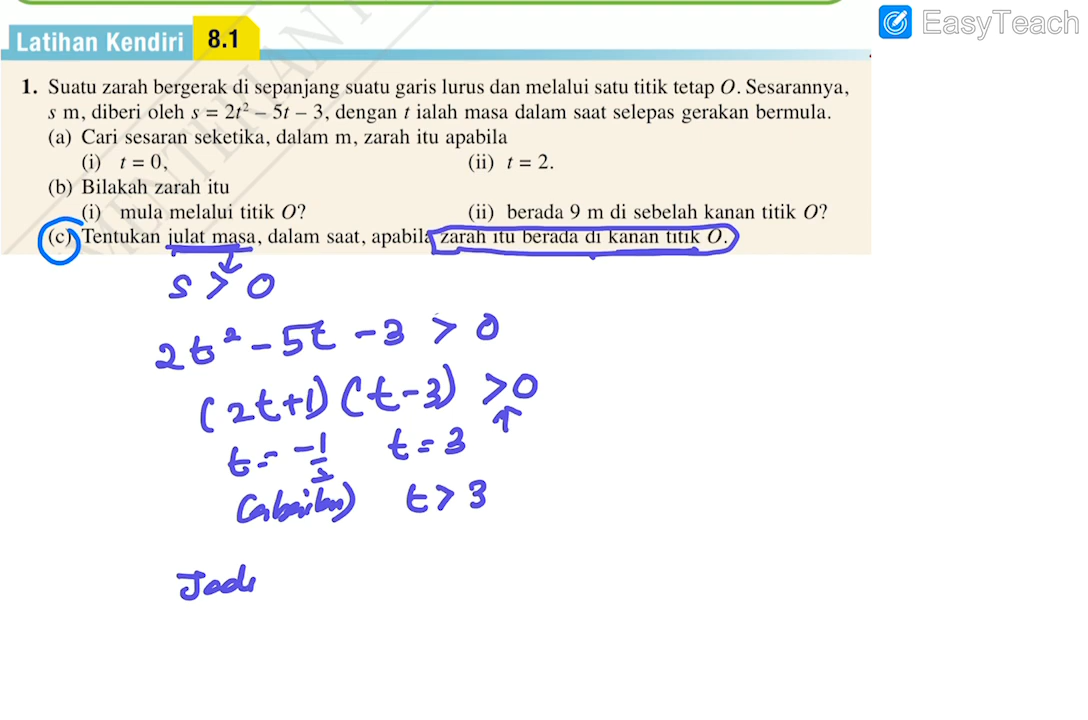 EasyTeach
Latihan Kendiri 8.1
1. Suatu zarah bergerak di sepanjang suatu garis lurus dan melalui satu titik tetap O. Sesarannya,
s m, diberi oleh s = 2t² – 5t – 3, dengan t ialah masa dalam saat selepas gerakan bermula.
(a) Cari sesaran seketika, dalam m, zarah itu apabila
(i) t = 0, (ii) t = 2.
(b) Bilakah zarah itu
(i) mula melalui titik O? (ii) berada 9 m di sebelah kanan titik O?
(c) Tentukan julat masa, dalam saat, apabila zarah itu berada di kanan titik O.
s > 0
2t² - 5t - 3 > 0
(2t+1) (t-3) > 0
t = -1/2 t = 3
(abaikan) t > 3
Jadi